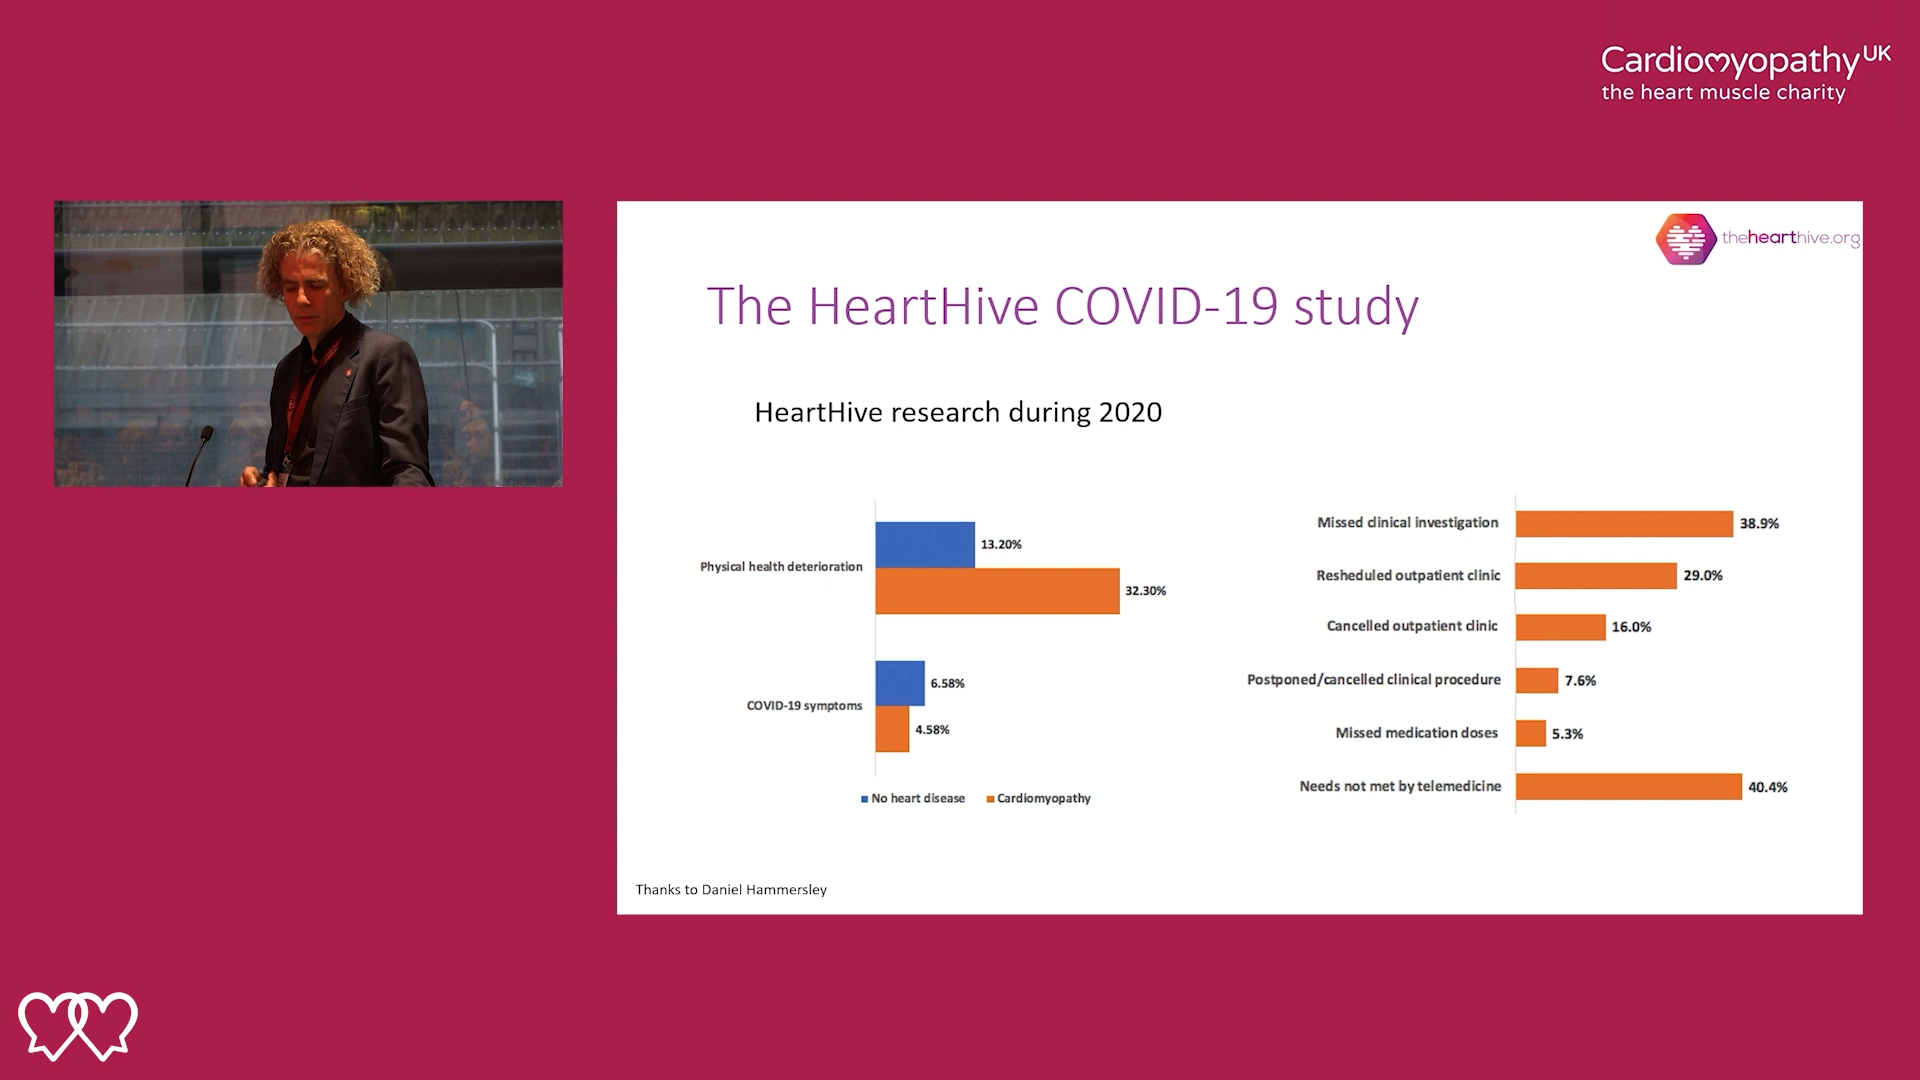 Cardiomyopathy UK
the heart muscle charity
thehearthive.org
The HeartHive COVID-19 study
HeartHive research during 2020
Physical health deterioration
13.20%
32.30%
COVID-19 symptoms
6.58%
4.58%
No heart disease Cardiomyopathy
Missed clinical investigation 38.9%
Resheduled outpatient clinic 29.0%
Cancelled outpatient clinic 16.0%
Postponed/cancelled clinical procedure 7.6%
Missed medication doses 5.3%
Needs not met by telemedicine 40.4%
Thanks to Daniel Hammersley